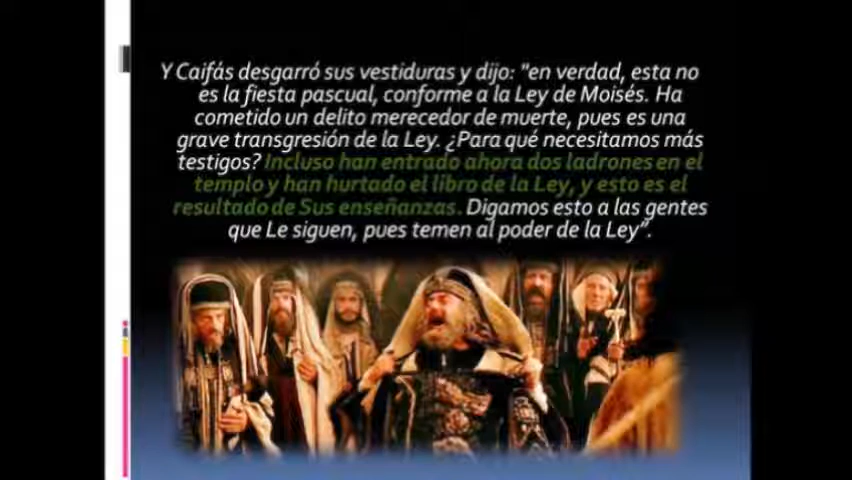 Y Caifás desgarró sus vestiduras y dijo: "en verdad, esta no
es la fiesta pascual, conforme a la Ley de Moisés. Ha
cometido un delito merecedor de muerte, pues es una
grave transgresión de la Ley. ¿Para qué necesitamos más
testigos? Incluso han entrado ahora dos ladrones en el
templo y han hurtado el libro de la Ley, y esto es el
resultado de Sus enseñanzas. Digamos esto a las gentes
que Le siguen, pues temen al poder de la Ley".